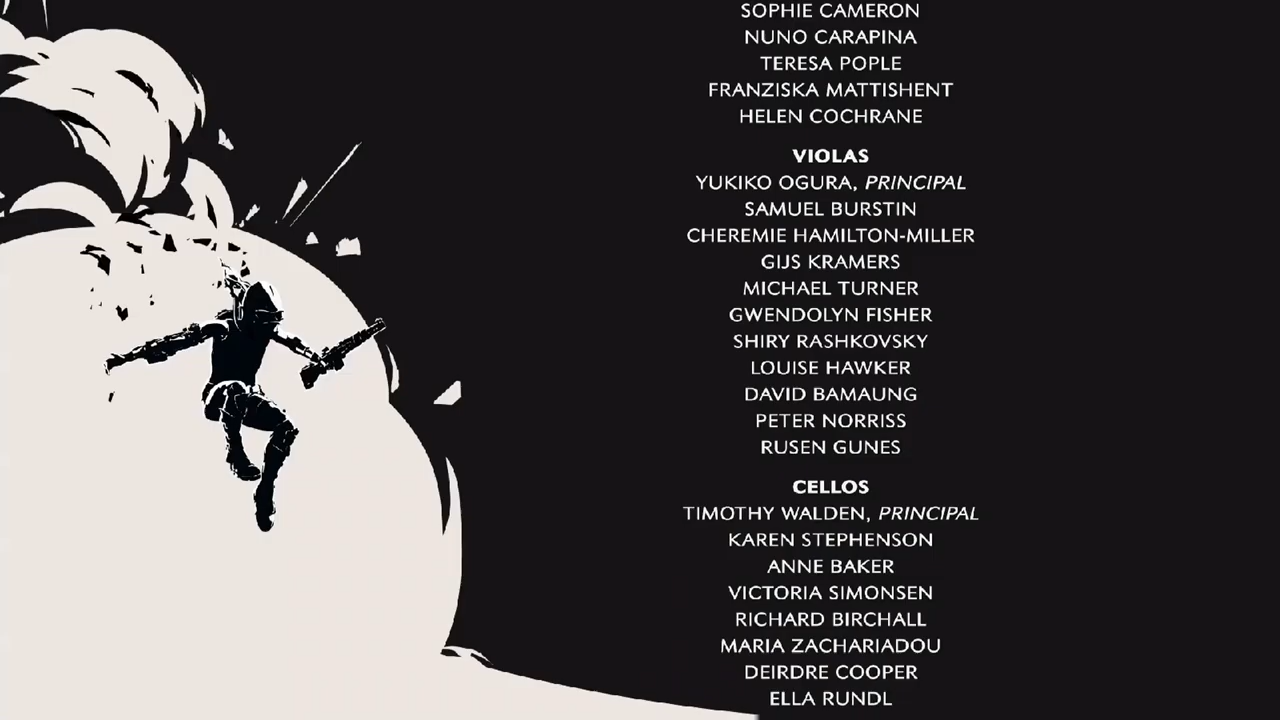 SOPHIE CAMERON
NUNO CARAPINA
TERESA POPLE
FRANZISKA MATTISHENT
HELEN COCHRANE
VIOLAS
YUKIKO OGURA, PRINCIPAL
SAMUEL BURSTIN
CHEREMIE HAMILTON-MILLER
GIJS KRAMERS
MICHAEL TURNER
GWENDOLYN FISHER
SHIRY RASHKOVSKY
LOUISE HAWKER
DAVID BAMAUNG
PETER NORRISS
RUSEN GUNES
CELLOS
TIMOTHY WALDEN, PRINCIPAL
KAREN STEPHENSON
ANNE BAKER
VICTORIA SIMONSEN
RICHARD BIRCHALL
MARIA ZACHARIADOU
DEIRDRE COOPER
ELLA RUNDL